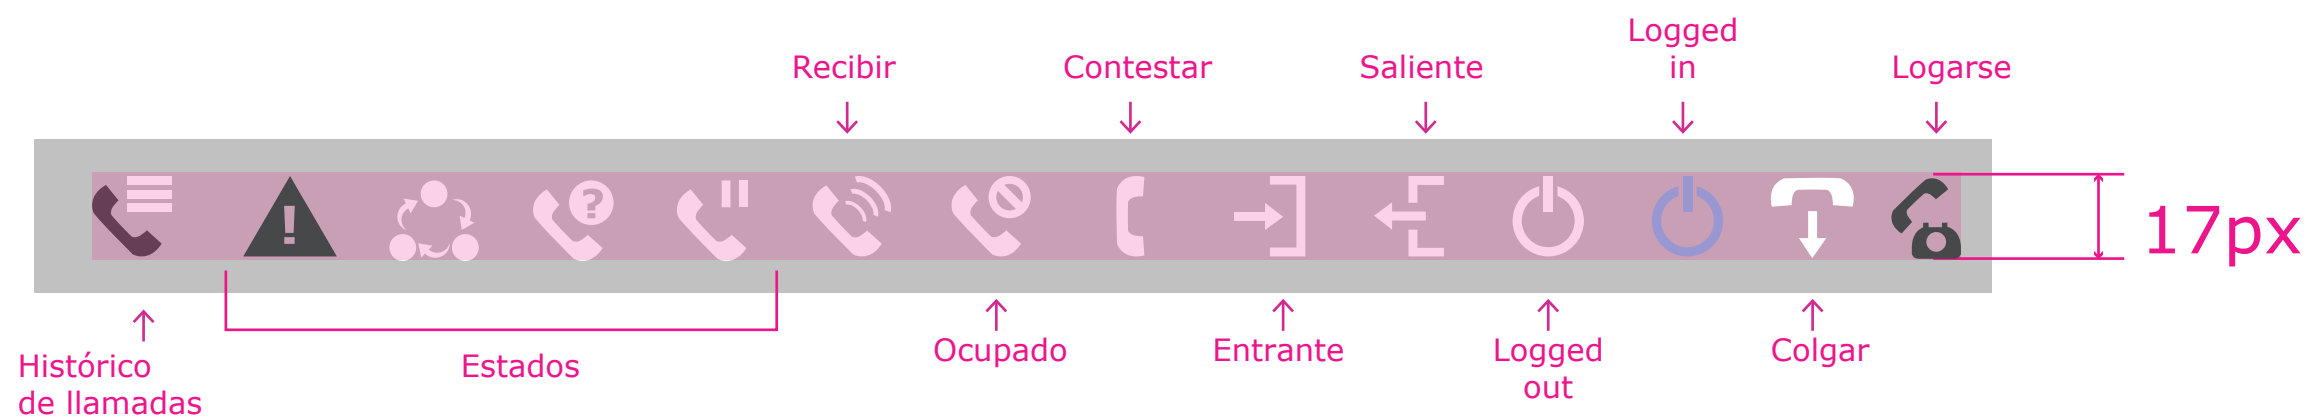 Logged
in
Recibir
Contestar
Saliente
Logarse
!
?
17px
Histórico
de llamadas
Estados
Ocupado
Entrante
Logged
out
Colgar